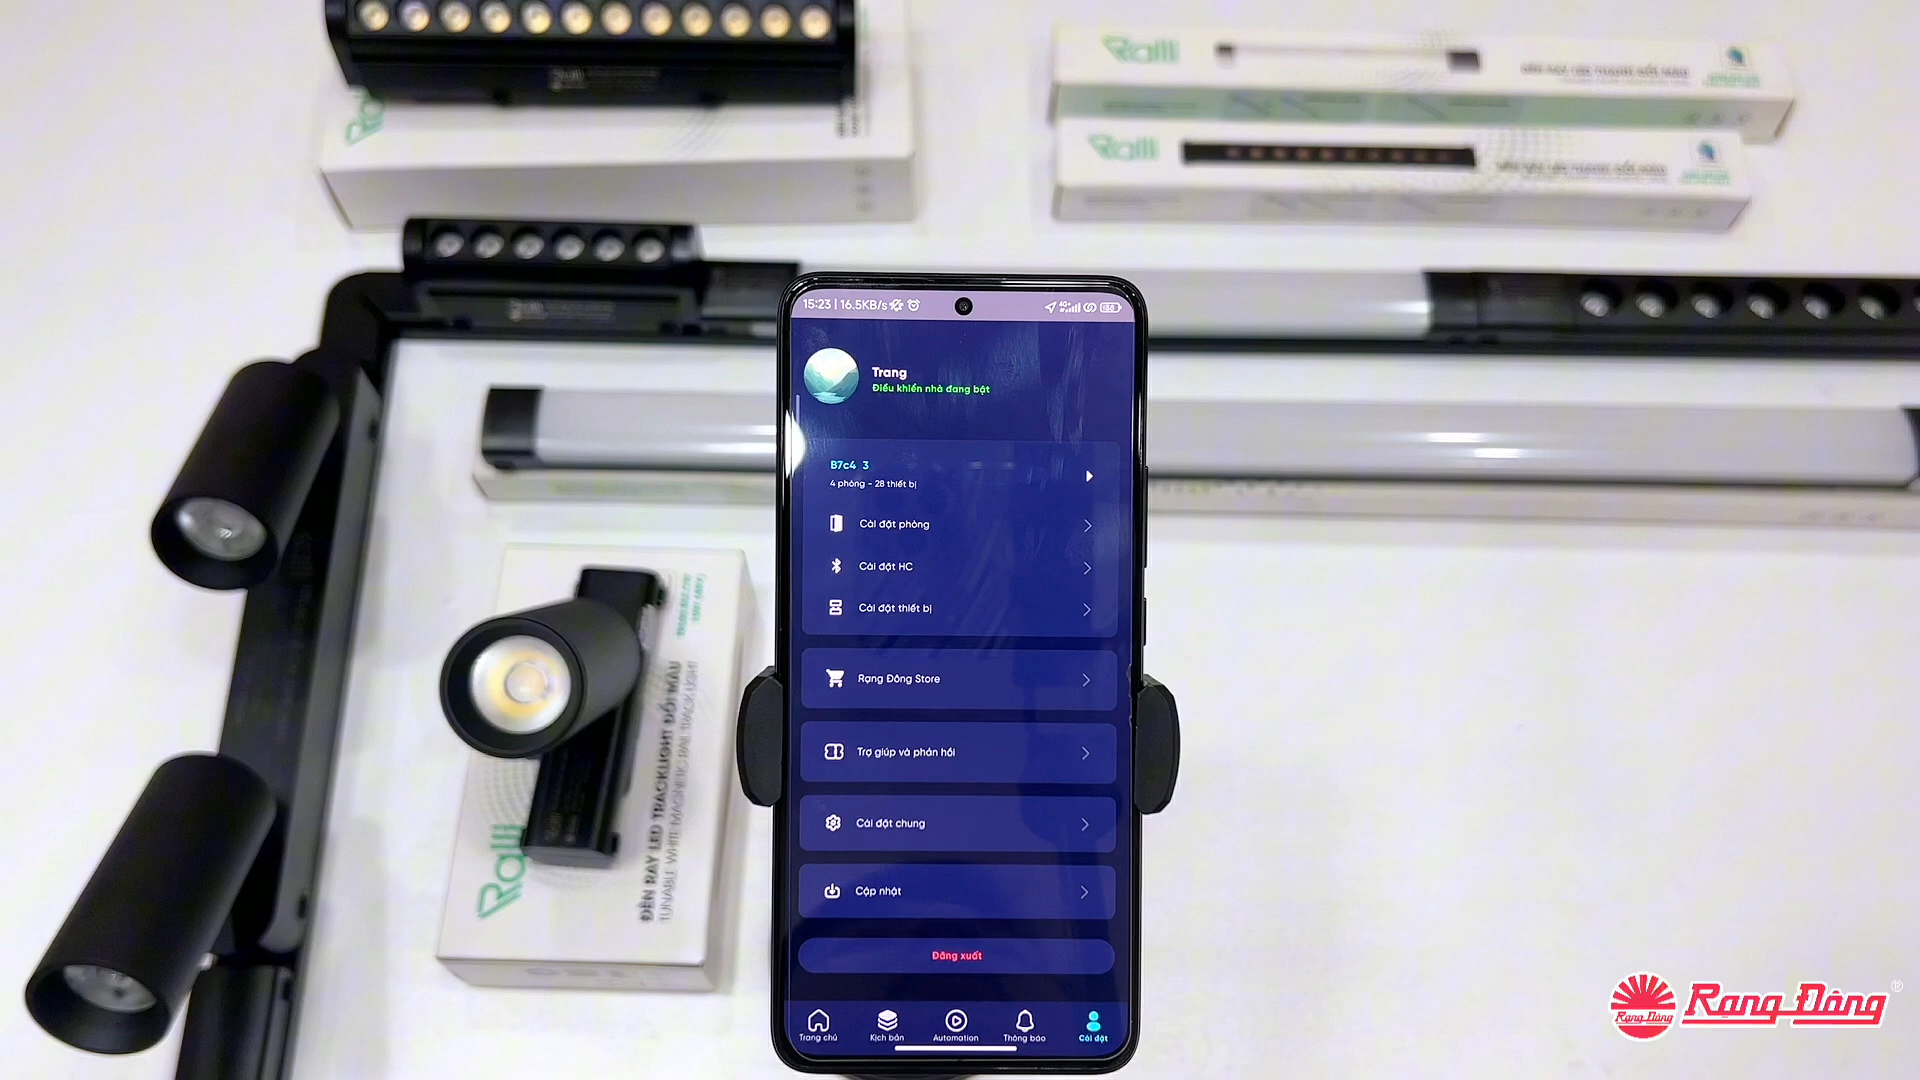 Ralli
Ralli
15:23 | 16.5KB/s
Trang
Điều khiển nhà đang bật
B7c4 3
4 phòng - 28 thiết bị
Cài đặt phòng
Cài đặt HC
Cài đặt thiết bị
Rạng Đông Store
Trợ giúp và phản hồi
Cài đặt chung
Cập nhật
Đăng xuất
Trang chủ
Kịch bản
Automation
Thông báo
Cài đặt
Ralli
ĐÈN RAY LED TRACKLIGHT ĐỔI MÀU
TUNABLE WHITE MAGNETIC RAIL TRACKLIGHT
Rạng Đông
Rạng Đông ®